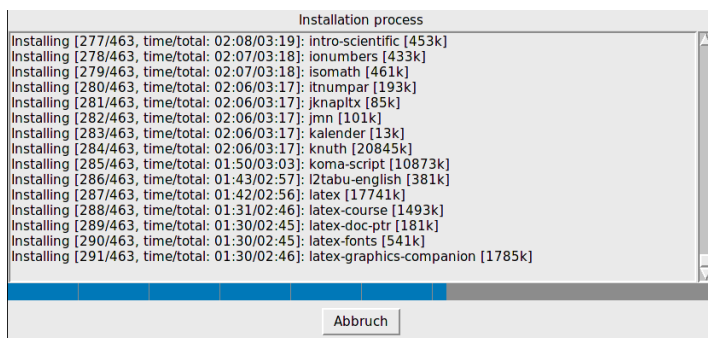 Installation process
Installing [277/463, time/total: 02:08/03:19]: intro-scientific [453k]
Installing [278/463, time/total: 02:07/03:18]: ionumbers [433k]
Installing [279/463, time/total: 02:07/03:18]: isomath [461k]
Installing [280/463, time/total: 02:06/03:17]: itnumpar [193k]
Installing [281/463, time/total: 02:06/03:17]: jknapltx [85k]
Installing [282/463, time/total: 02:06/03:17]: jmn [101k]
Installing [283/463, time/total: 02:06/03:17]: kalender [13k]
Installing [284/463, time/total: 02:06/03:17]: knuth [20845k]
Installing [285/463, time/total: 01:50/03:03]: koma-script [10873k]
Installing [286/463, time/total: 01:43/02:57]: l2tabu-english [381k]
Installing [287/463, time/total: 01:42/02:56]: latex [17741k]
Installing [288/463, time/total: 01:31/02:46]: latex-course [1493k]
Installing [289/463, time/total: 01:30/02:45]: latex-doc-ptr [181k]
Installing [290/463, time/total: 01:30/02:45]: latex-fonts [541k]
Installing [291/463, time/total: 01:30/02:46]: latex-graphics-companion [1785k]
Abbruch